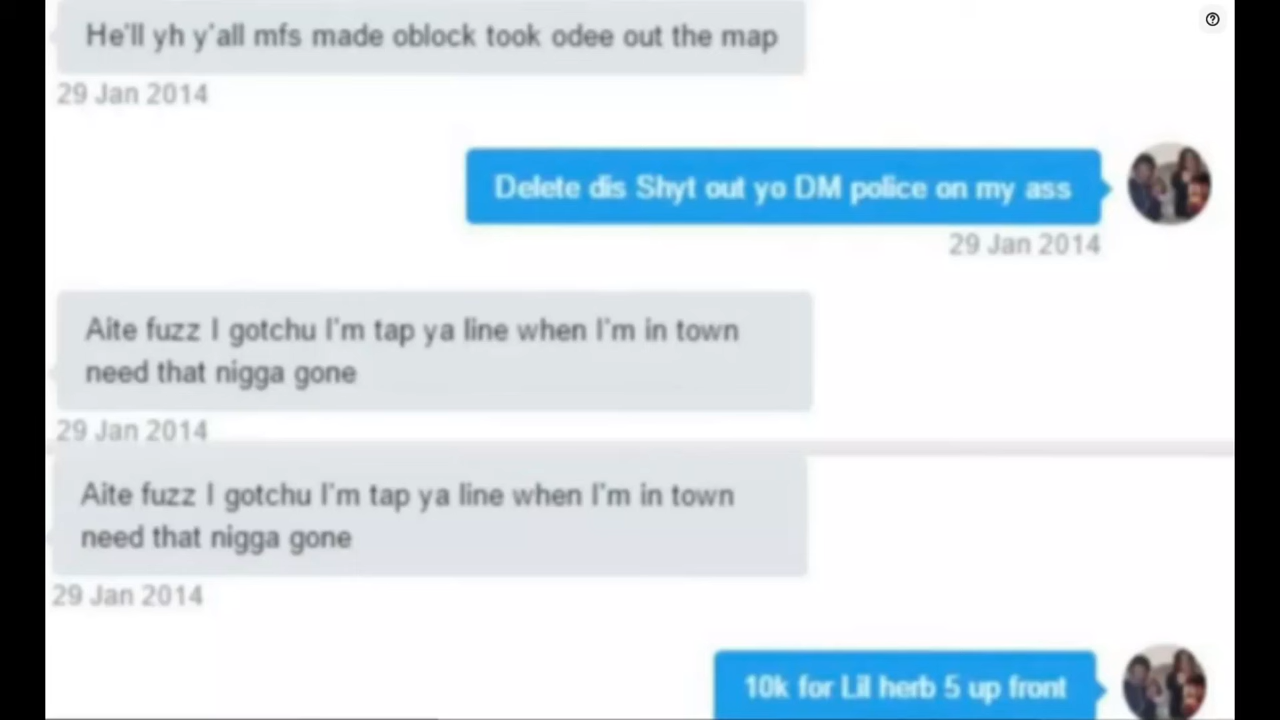 He'll yh y'all mfs made oblock took odee out the map
29 Jan 2014
Delete dis Shyt out yo DM police on my ass
29 Jan 2014
Aite fuzz I gotchu I'm tap ya line when I'm in town
need that nigga gone
29 Jan 2014
Aite fuzz I gotchu I'm tap ya line when I'm in town
need that nigga gone
29 Jan 2014
10k for Lil herb 5 up front